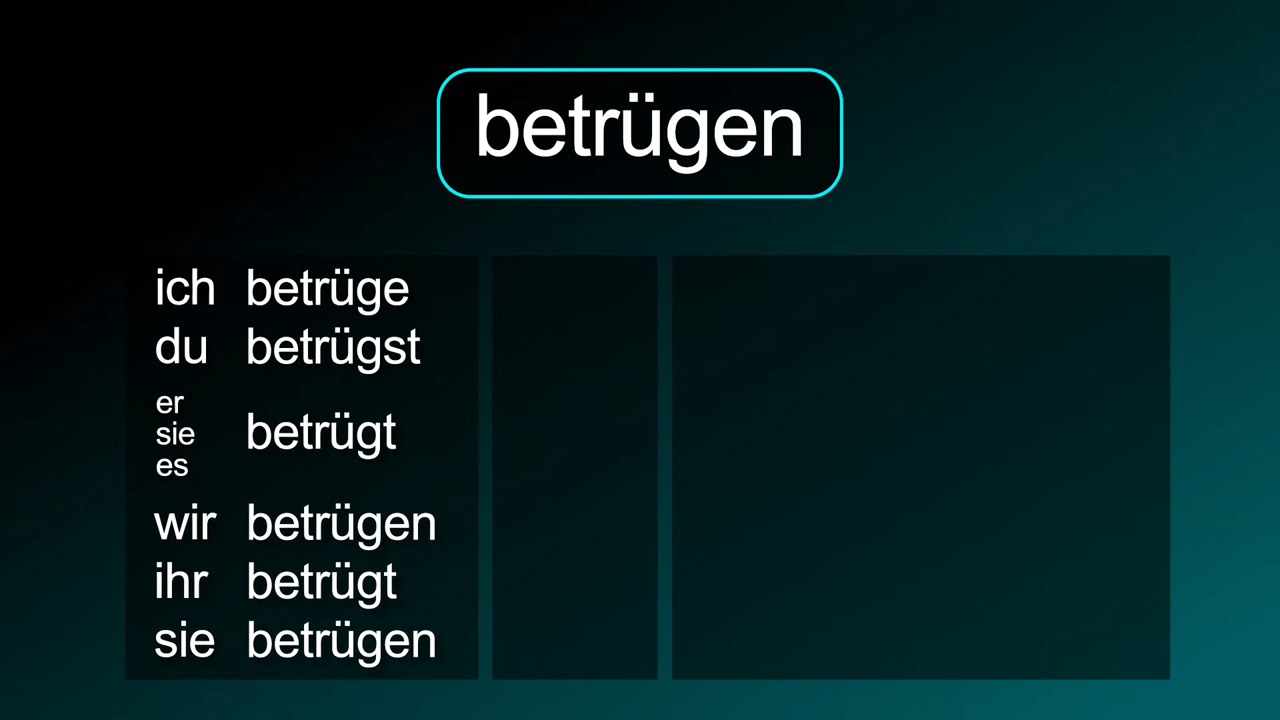 betrügen
ich betrüge
du betrügst
er
sie betrügt
es
wir betrügen
ihr betrügt
sie betrügen